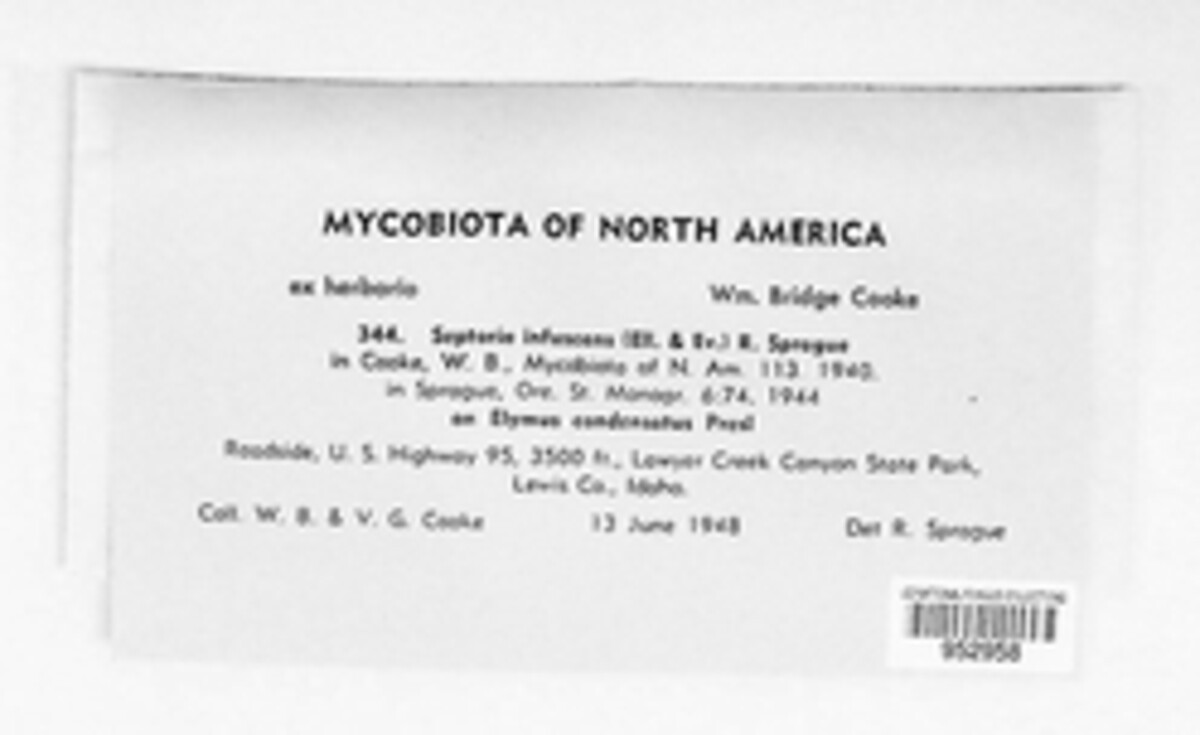 MYCOBIOTA OF NORTH AMERICA
ex herbario Wm. Bridge Cooke
344. Septoria infuscans (Ell. & Ev.) R. Sprague
in Cooke, W. B., Mycobiota of N. Am. 113 1940.
in Sprague, Ore. St. Monogr. 6:74, 1944
on Elymus condensatus Presl
Roadside, U. S. Highway 95, 3500 ft., Lawyer Creek Canyon State Park,
Lewis Co., Idaho.
Coll. W. B. & V. G. Cooke 13 June 1948 Det R. Sprague
952958